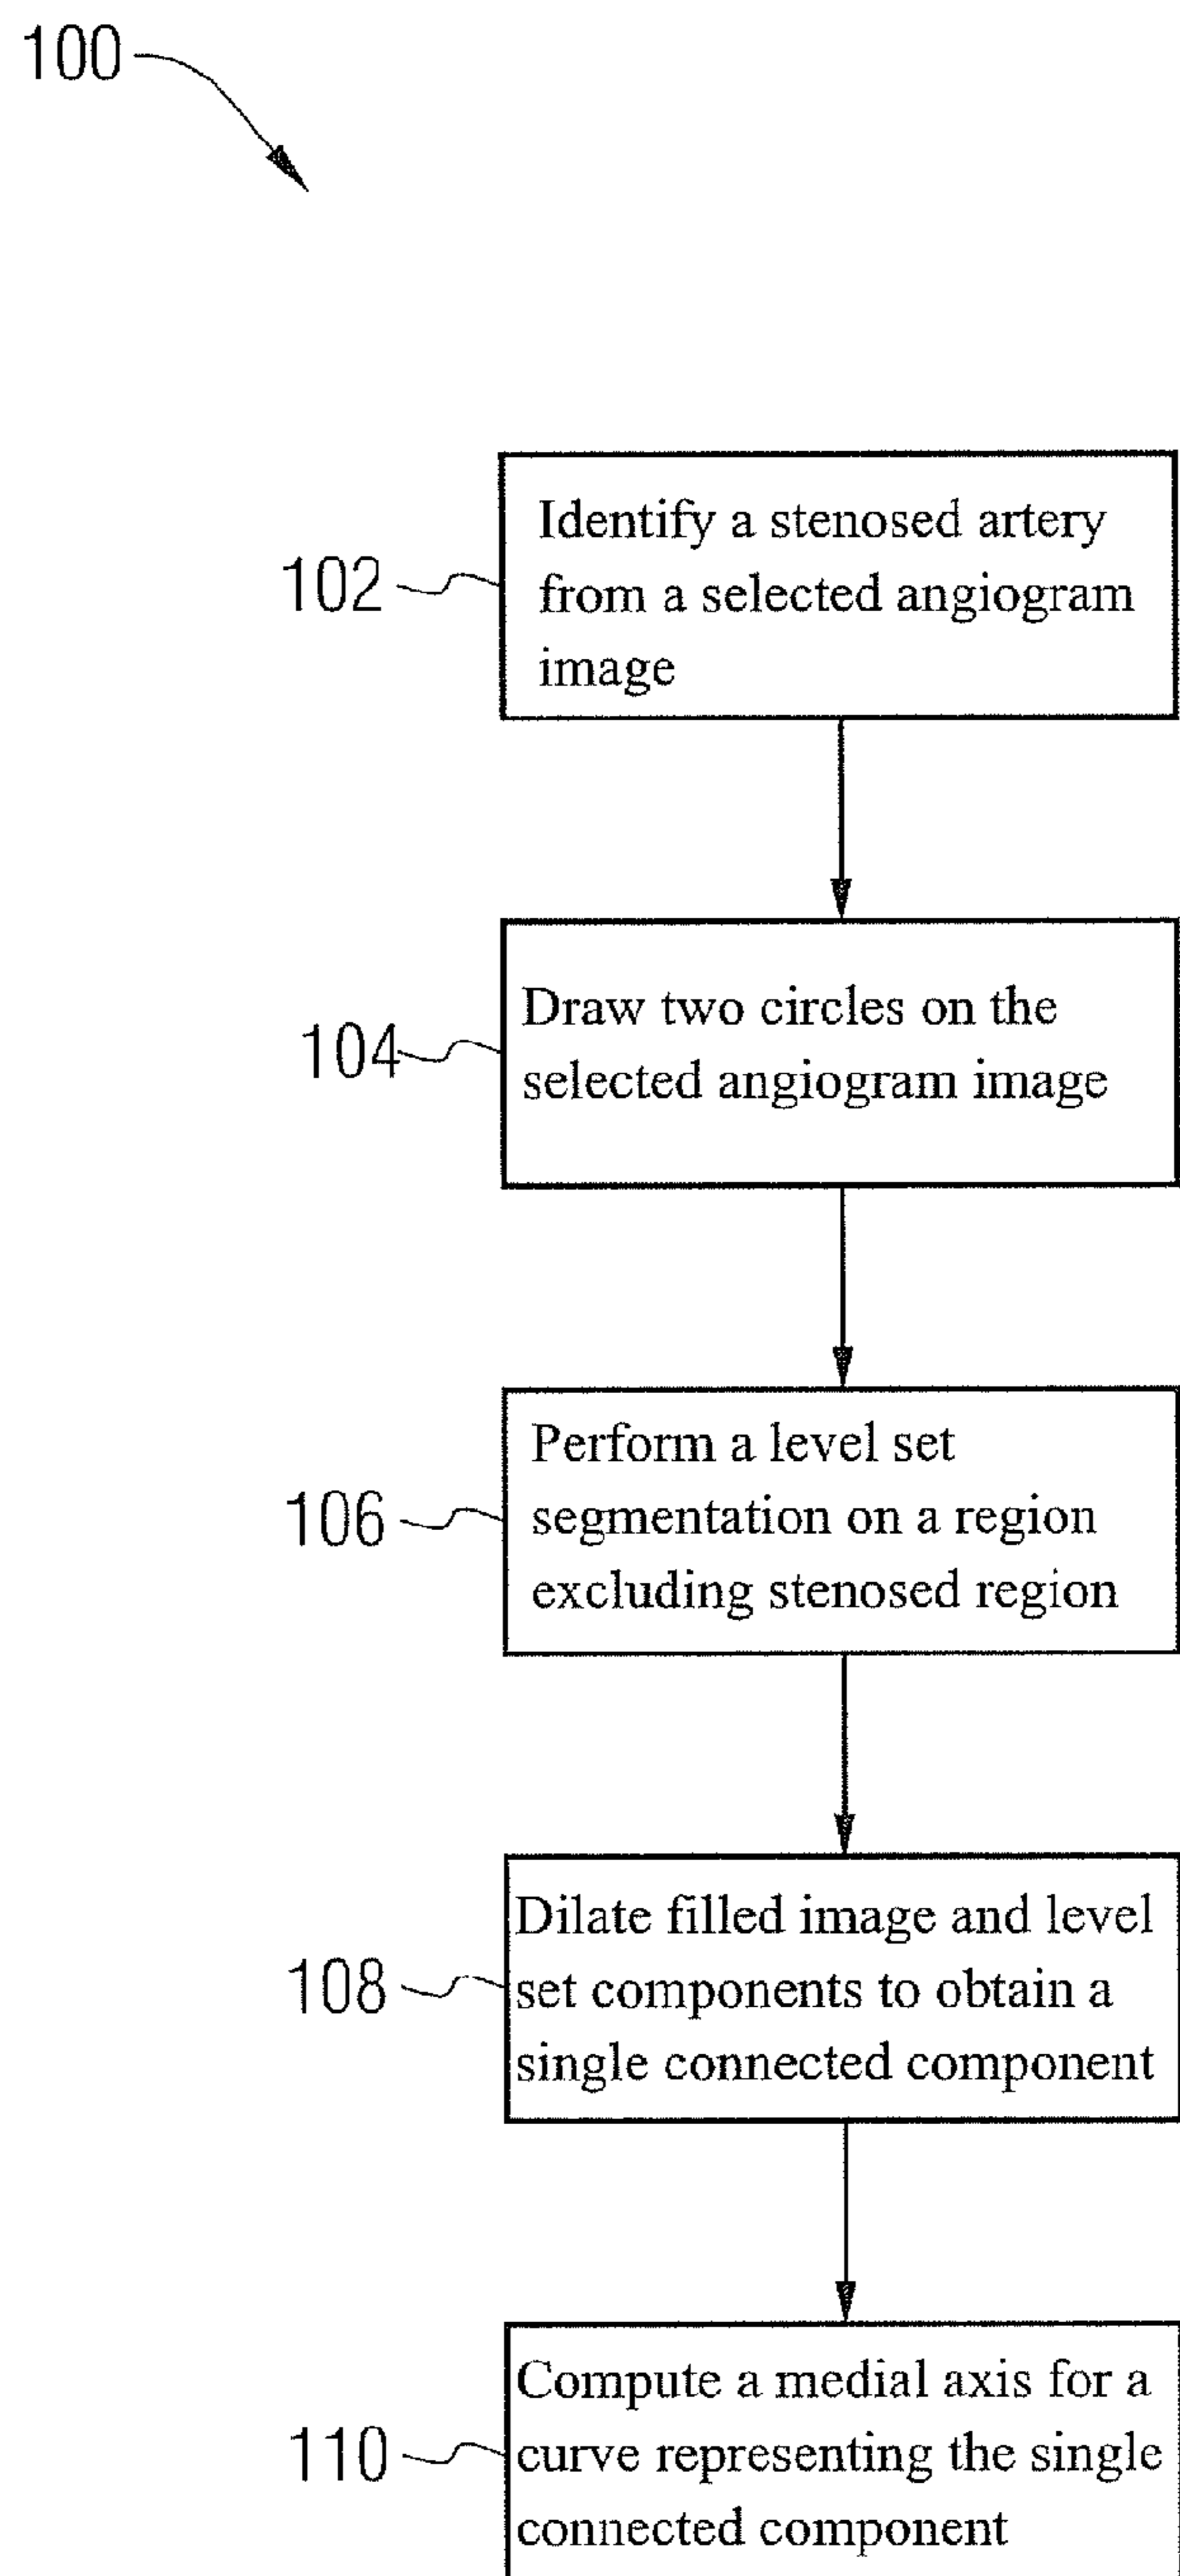 100
102
Identify a stenosed artery
from a selected angiogram
image
104
Draw two circles on the
selected angiogram image
106
Perform a level set
segmentation on a region
excluding stenosed region
108
Dilate filled image and level
set components to obtain a
single connected component
110
Compute a medial axis for a
curve representing the single
connected component